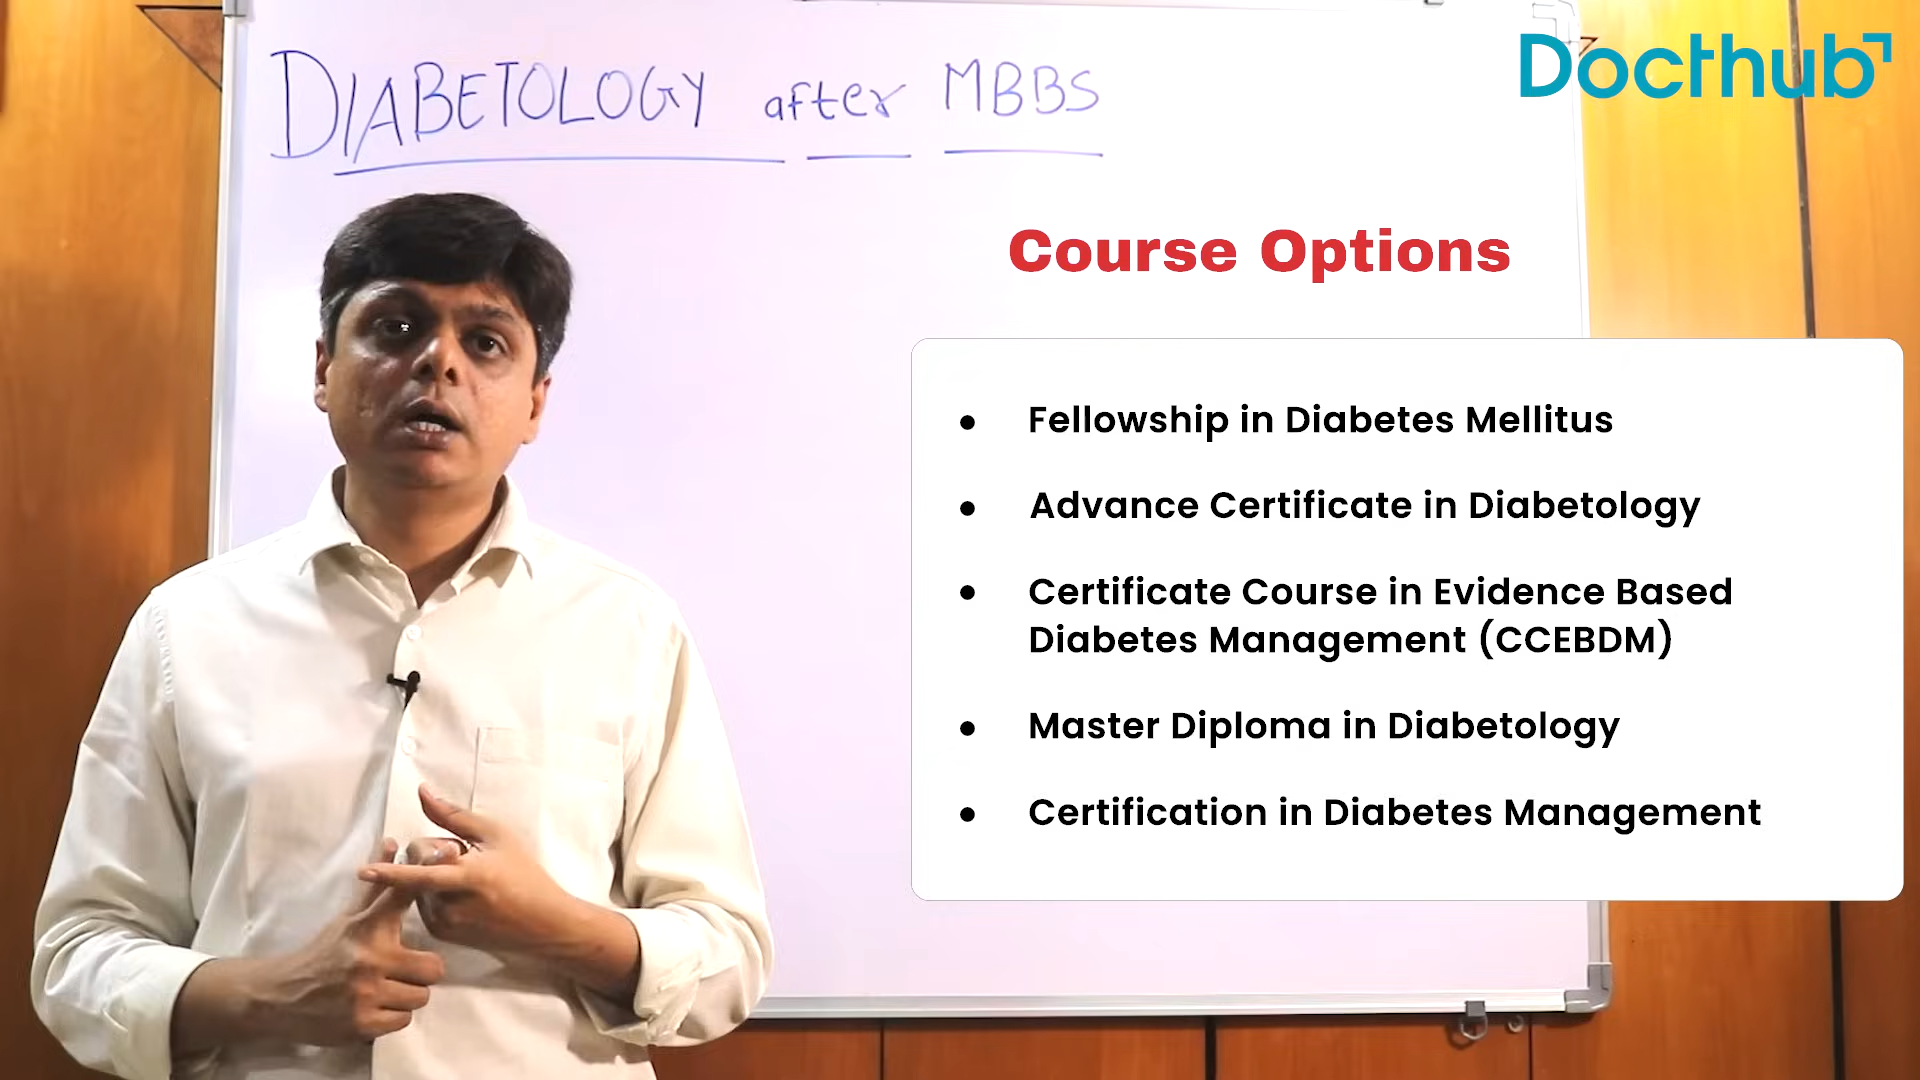 DIABETOLOGY after MBBS
Docthub
Course Options
• Fellowship in Diabetes Mellitus
• Advance Certificate in Diabetology
• Certificate Course in Evidence Based
Diabetes Management (CCEBDM)
• Master Diploma in Diabetology
• Certification in Diabetes Management